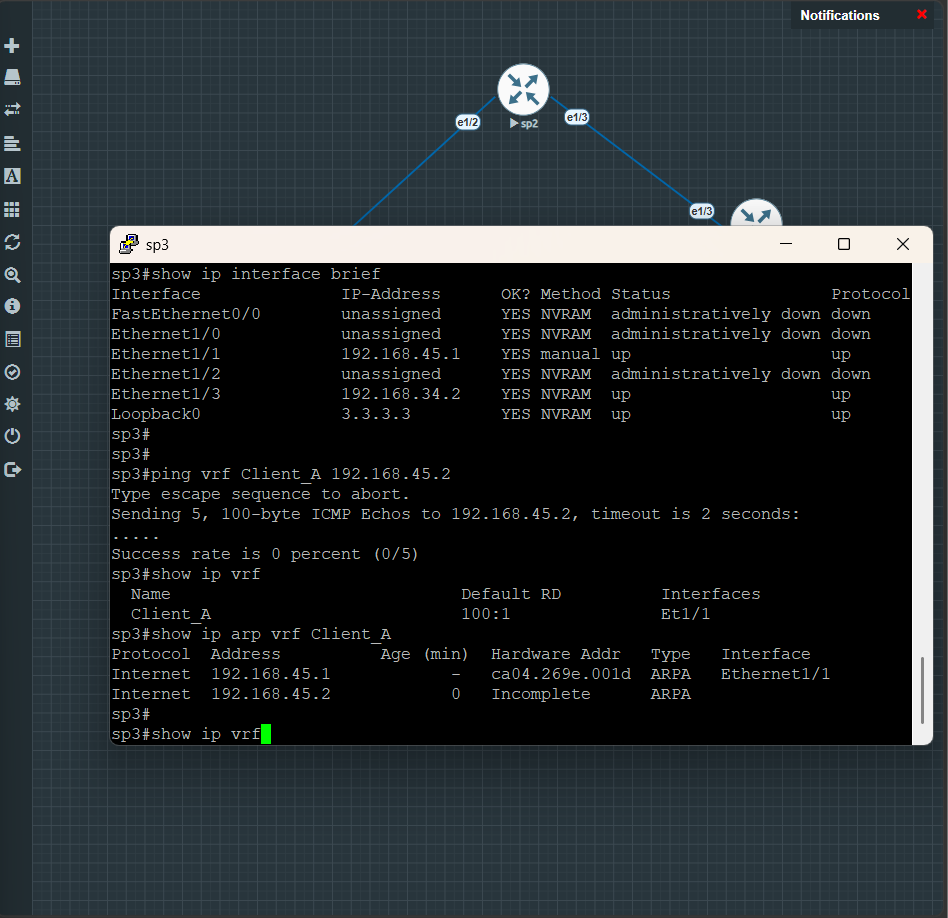 Notifications
e1/2
e1/3
sp2
e1/3
sp3
sp3#show ip interface brief
Interface IP-Address OK? Method Status Protocol
FastEthernet0/0 unassigned YES NVRAM administratively down down
Ethernet1/0 unassigned YES NVRAM administratively down down
Ethernet1/1 192.168.45.1 YES manual up up
Ethernet1/2 unassigned YES NVRAM administratively down down
Ethernet1/3 192.168.34.2 YES NVRAM up up
Loopback0 3.3.3.3 YES NVRAM up up
sp3#
sp3#
sp3#ping vrf Client_A 192.168.45.2
Type escape sequence to abort.
Sending 5, 100-byte ICMP Echos to 192.168.45.2, timeout is 2 seconds:
.....
Success rate is 0 percent (0/5)
sp3#show ip vrf
Name Default RD Interfaces
Client_A 100:1 Et1/1
sp3#show ip arp vrf Client_A
Protocol Address Age (min) Hardware Addr Type Interface
Internet 192.168.45.1 - ca04.269e.001d ARPA Ethernet1/1
Internet 192.168.45.2 0 Incomplete ARPA
sp3#
sp3#show ip vrf